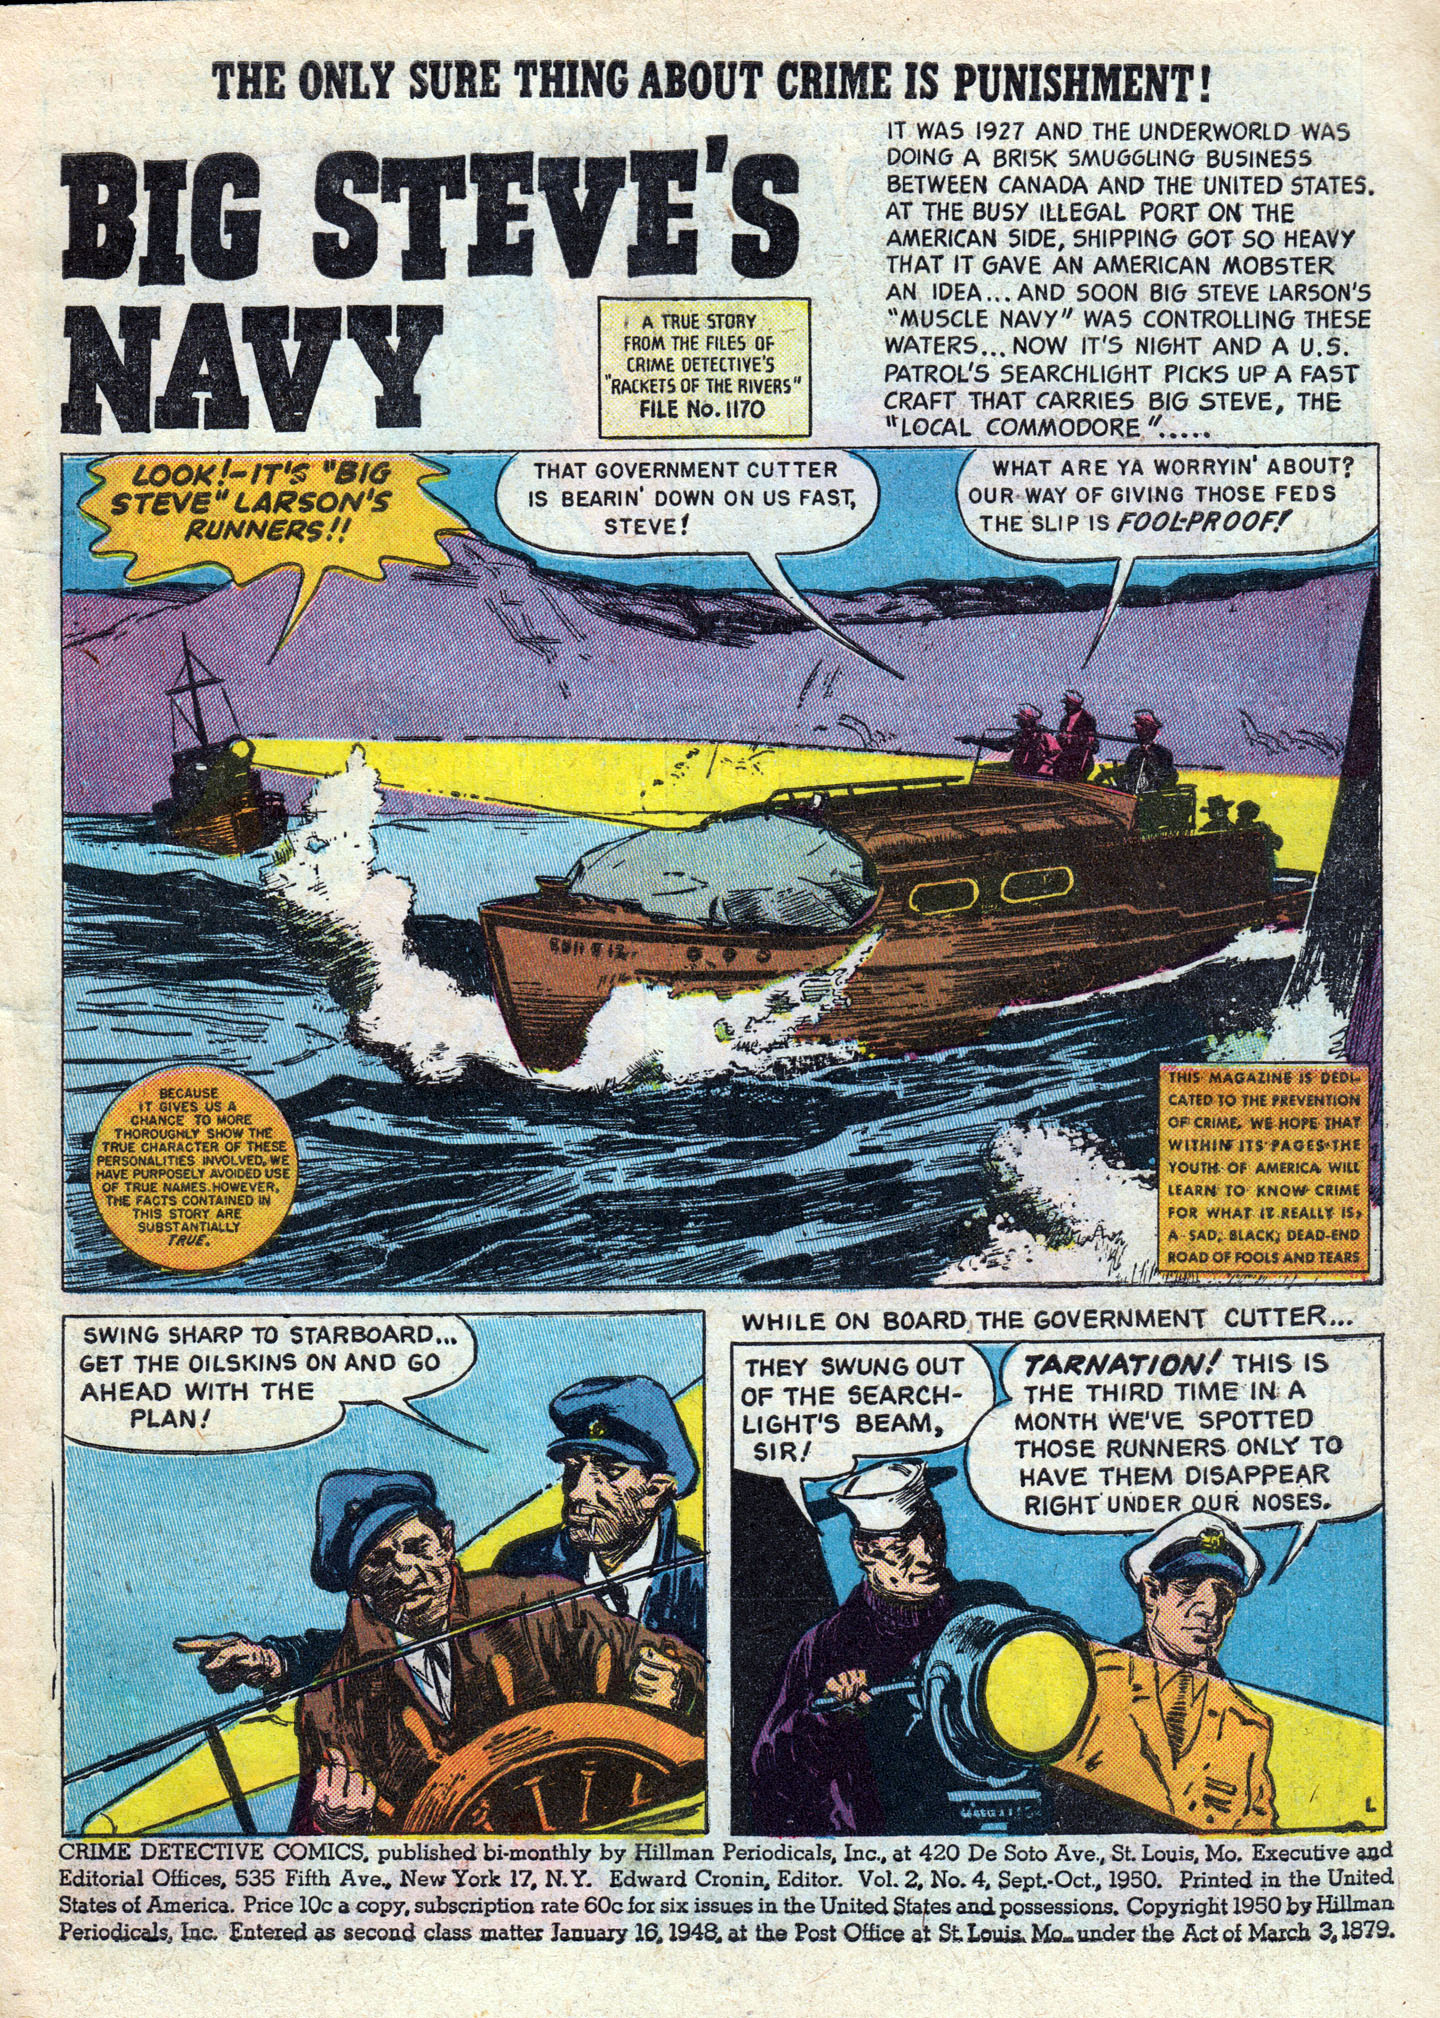 THE ONLY SURE THING ABOUT CRIME IS PUNISHMENT!
BIG STEVE'S
NAVY
A TRUE STORY
FROM THE FILES OF
CRIME DETECTIVE'S
"RACKETS OF THE RIVERS"
FILE No. 1170
IT WAS 1927 AND THE UNDERWORLD WAS
DOING A BRISK SMUGGLING BUSINESS
BETWEEN CANADA AND THE UNITED STATES.
AT THE BUSY ILLEGAL PORT ON THE
AMERICAN SIDE, SHIPPING GOT SO HEAVY
THAT IT GAVE AN AMERICAN MOBSTER
AN IDEA... AND SOON BIG STEVE LARSON'S
"MUSCLE NAVY" WAS CONTROLLING THESE
WATERS... NOW IT'S NIGHT AND A U.S.
PATROL'S SEARCHLIGHT PICKS UP A FAST
CRAFT THAT CARRIES BIG STEVE, THE
"LOCAL COMMODORE".....
LOOK!-IT'S "BIG
STEVE" LARSON'S
RUNNERS!!
THAT GOVERNMENT CUTTER
IS BEARIN' DOWN ON US FAST,
STEVE!
WHAT ARE YA WORRYIN' ABOUT?
OUR WAY OF GIVING THOSE FEDS
THE SLIP IS FOOL-PROOF!
BECAUSE
IT GIVES US A
CHANCE TO MORE
THOROUGHLY SHOW THE
TRUE CHARACTER OF THESE
PERSONALITIES INVOLVED, WE
HAVE PURPOSELY AVOIDED USE
OF TRUE NAMES. HOWEVER,
THE FACTS CONTAINED IN
THIS STORY ARE
SUBSTANTIALLY
TRUE.
THIS MAGAZINE IS DEDI-
CATED TO THE PREVENTION
OF CRIME. WE HOPE THAT
WITHIN ITS PAGES THE
YOUTH OF AMERICA WILL
LEARN TO KNOW CRIME
FOR WHAT IT REALLY IS,
A SAD, BLACK, DEAD-END
ROAD OF FOOLS AND TEARS
SWING SHARP TO STARBOARD...
GET THE OILSKINS ON AND GO
AHEAD WITH THE
PLAN!
WHILE ON BOARD THE GOVERNMENT CUTTER...
THEY SWUNG OUT
OF THE SEARCH-
LIGHT'S BEAM,
SIR!
TARNATION! THIS IS
THE THIRD TIME IN A
MONTH WE'VE SPOTTED
THOSE RUNNERS ONLY TO
HAVE THEM DISAPPEAR
RIGHT UNDER OUR NOSES.
L
CRIME DETECTIVE COMICS, published bi-monthly by Hillman Periodicals, Inc., at 420 De Soto Ave., St. Louis, Mo. Executive and
Editorial Offices, 535 Fifth Ave., New York 17, N.Y. Edward Cronin, Editor. Vol. 2, No. 4, Sept.-Oct., 1950. Printed in the United
States of America. Price 10c a copy, subscription rate 60c for six issues in the United States and possessions. Copyright 1950 by Hillman
Periodicals, Inc. Entered as second class matter January 16, 1948, at the Post Office at St. Louis, Mo., under the Act of March 3, 1879.